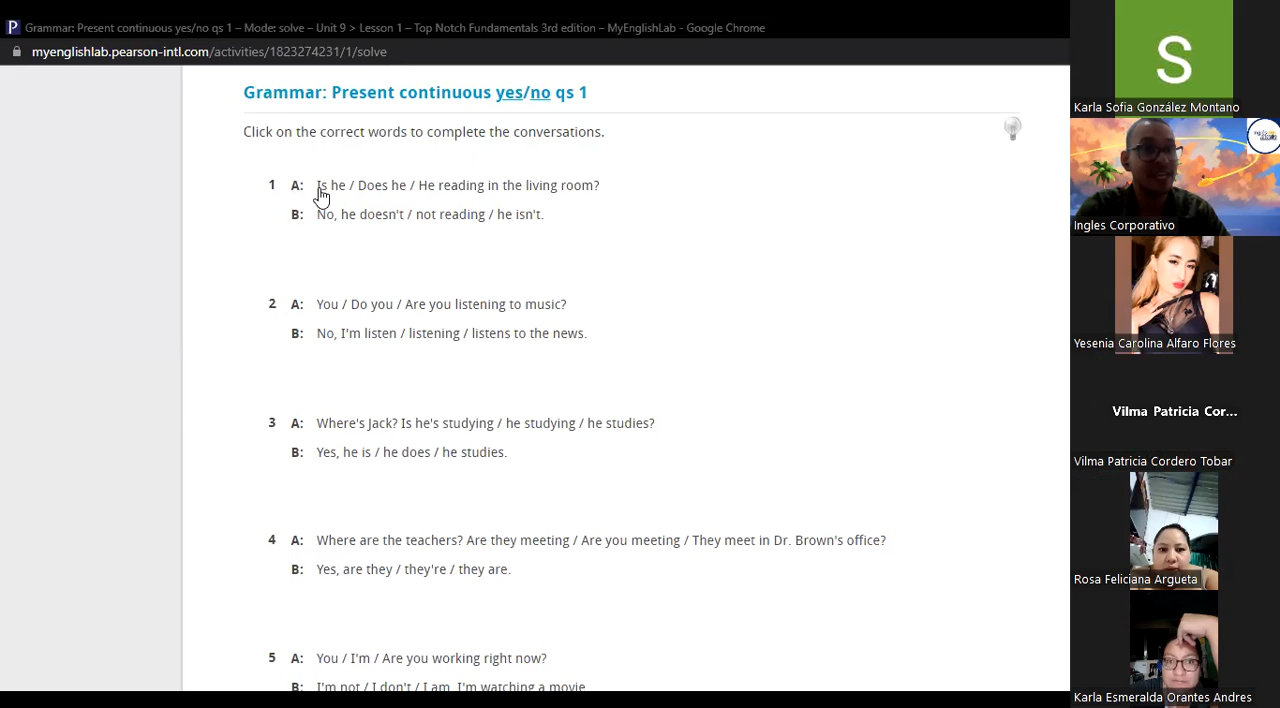 Grammar: Present continuous yes/no qs 1 – Mode: solve – Unit 9 > Lesson 1 – Top Notch Fundamentals 3rd edition – MyEnglishLab - Google Chrome
myenglishlab.pearson-intl.com/activities/1823274231/1/solve
Grammar: Present continuous yes/no qs 1
Click on the correct words to complete the conversations.
1 A: Is he / Does he / He reading in the living room?
B: No, he doesn't / not reading / he isn't.
2 A: You / Do you / Are you listening to music?
B: No, I'm listen / listening / listens to the news.
3 A: Where's Jack? Is he's studying / he studying / he studies?
B: Yes, he is / he does / he studies.
4 A: Where are the teachers? Are they meeting / Are you meeting / They meet in Dr. Brown's office?
B: Yes, are they / they're / they are.
5 A: You / I'm / Are you working right now?
B: I'm not / I don't / I am. I'm watching a movie
S
Karla Sofia González Montano
Ingles Corporativo
Yesenia Carolina Alfaro Flores
Vilma Patricia Cor...
Vilma Patricia Cordero Tobar
Rosa Feliciana Argueta
Karla Esmeralda Orantes Andres